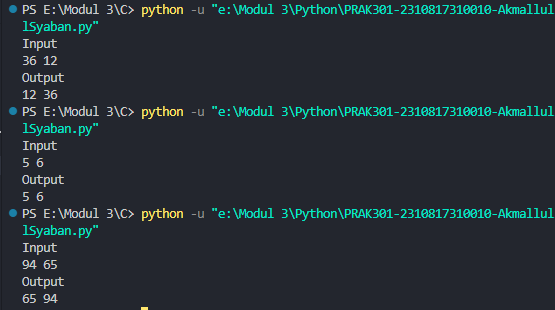 PS E:\Modul 3\C> python -u "e:\Modul 3\Python\PRAK301-2310817310010-Akmallul
lSyaban.py"
Input
36 12
Output
12 36
PS E:\Modul 3\C> python -u "e:\Modul 3\Python\PRAK301-2310817310010-Akmallul
lSyaban.py"
Input
5 6
Output
5 6
PS E:\Modul 3\C> python -u "e:\Modul 3\Python\PRAK301-2310817310010-Akmallul
lSyaban.py"
Input
94 65
Output
65 94